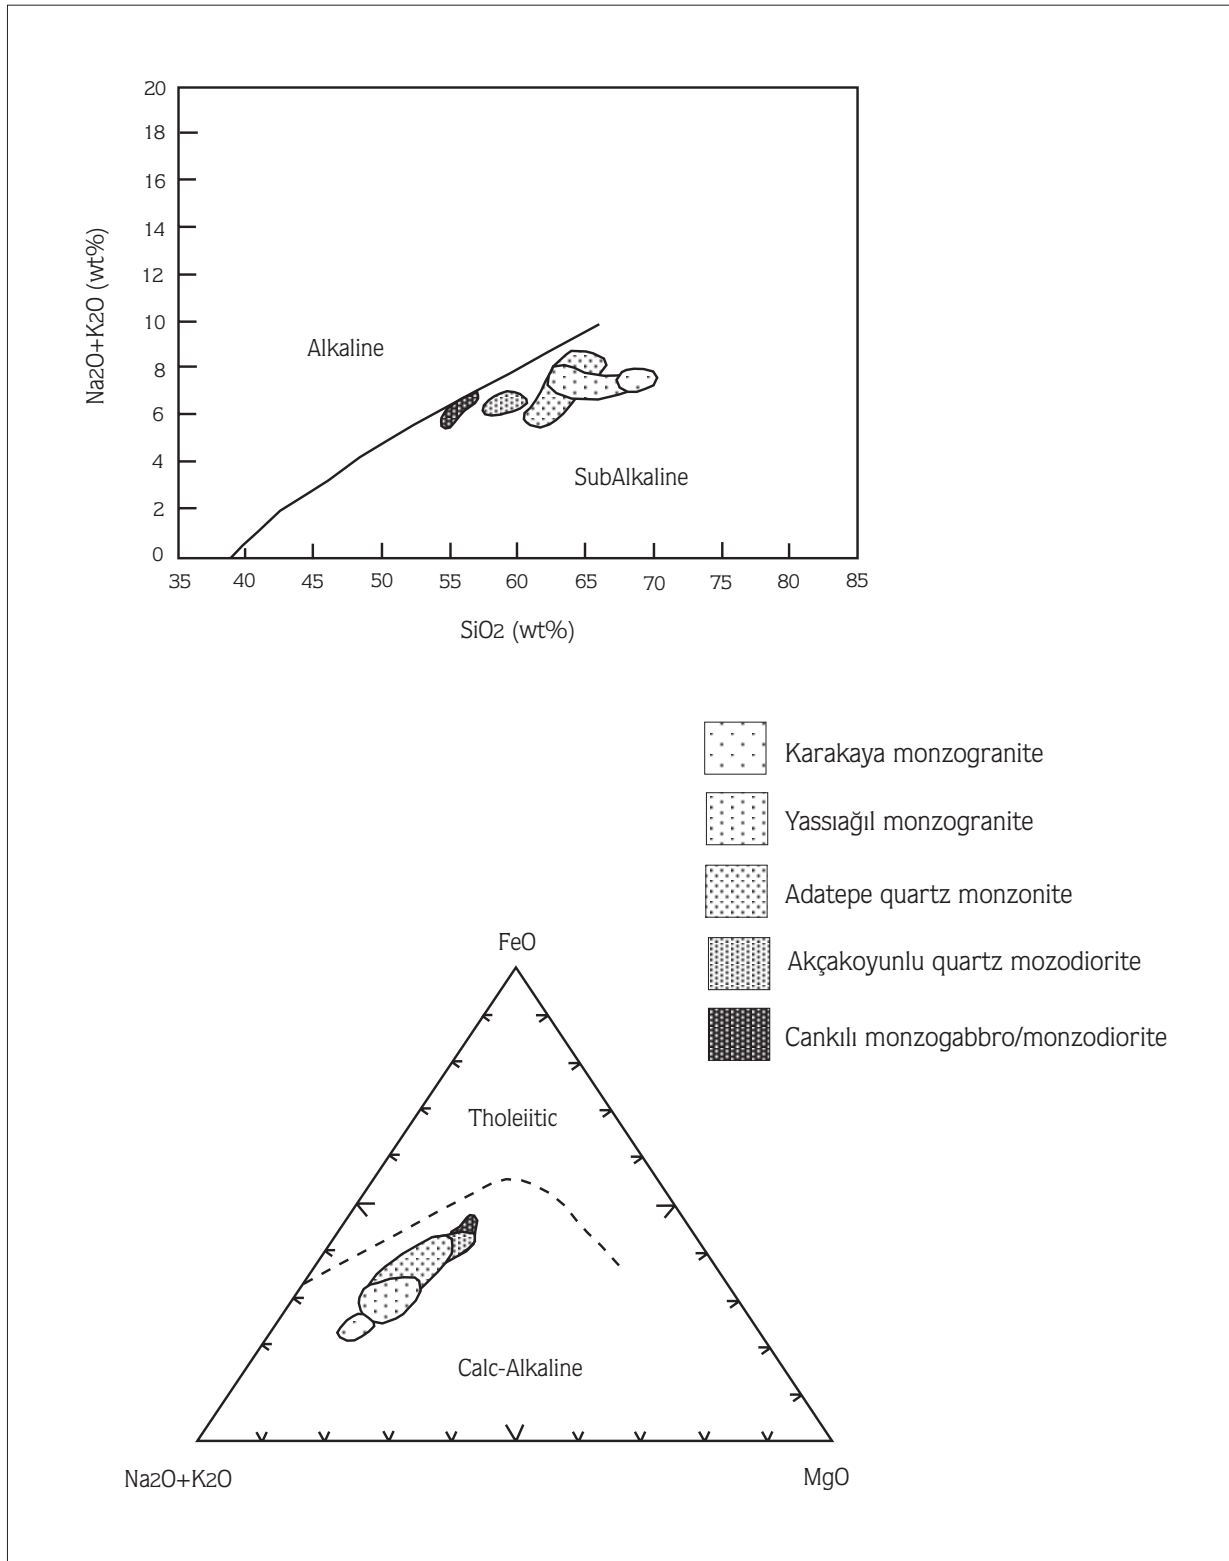 20
18
16
14
12
10
8
6
4
2
0
Na2O+K2O (wt%)
Alkaline
SubAlkaline
35 40 45 50 55 60 65 70 75 80 85
SiO2 (wt%)
Karakaya monzogranite
Yassıağıl monzogranite
Adatepe quartz monzonite
Akçakoyunlu quartz mozodiorite
Cankılı monzogabbro/monzodiorite
FeO
Tholeiitic
Calc-Alkaline
Na2O+K2O
MgO